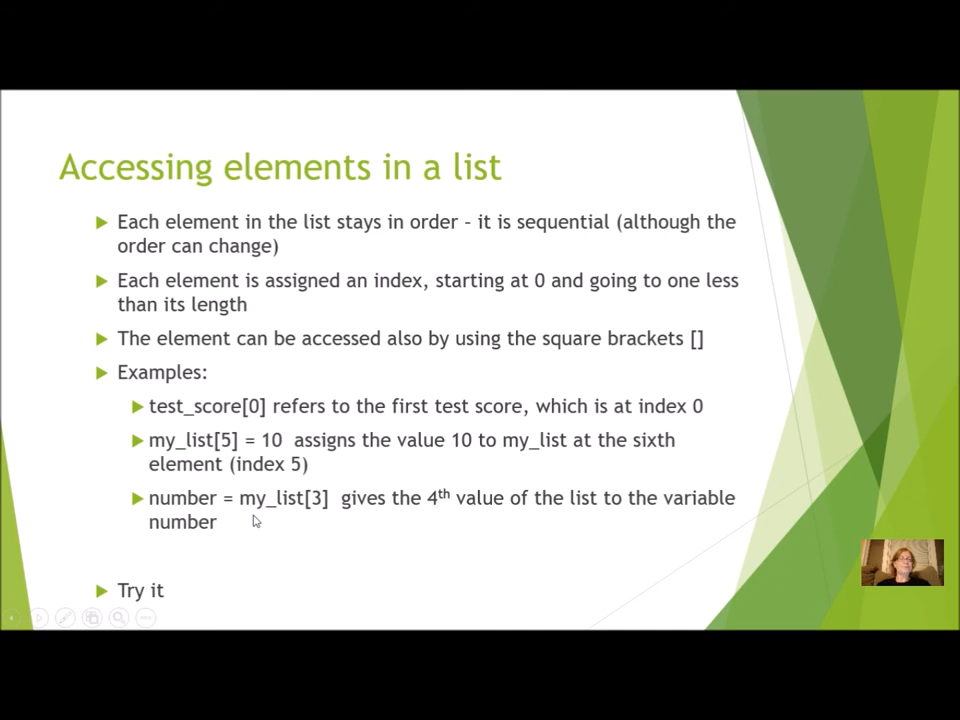 Accessing elements in a list
Each element in the list stays in order - it is sequential (although the
order can change)
Each element is assigned an index, starting at 0 and going to one less
than its length
The element can be accessed also by using the square brackets []
Examples:
test_score[0] refers to the first test score, which is at index 0
my_list[5] = 10 assigns the value 10 to my_list at the sixth
element (index 5)
number = my_list[3] gives the 4th value of the list to the variable
number
Try it